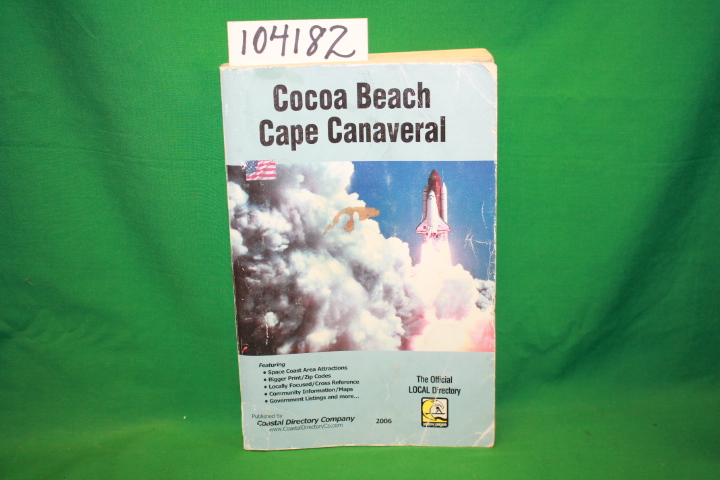 104182
Cocoa Beach
Cape Canaveral
Featuring
• Space Coast Area Attractions
• Bigger Print/Zip Codes
• Locally Focused/Cross Reference
• Community Information/Maps
• Government Listings and more...
The Official
LOCAL Directory
Published by
Coastal Directory Company
www.CoastalDirectoryCo.com
2006